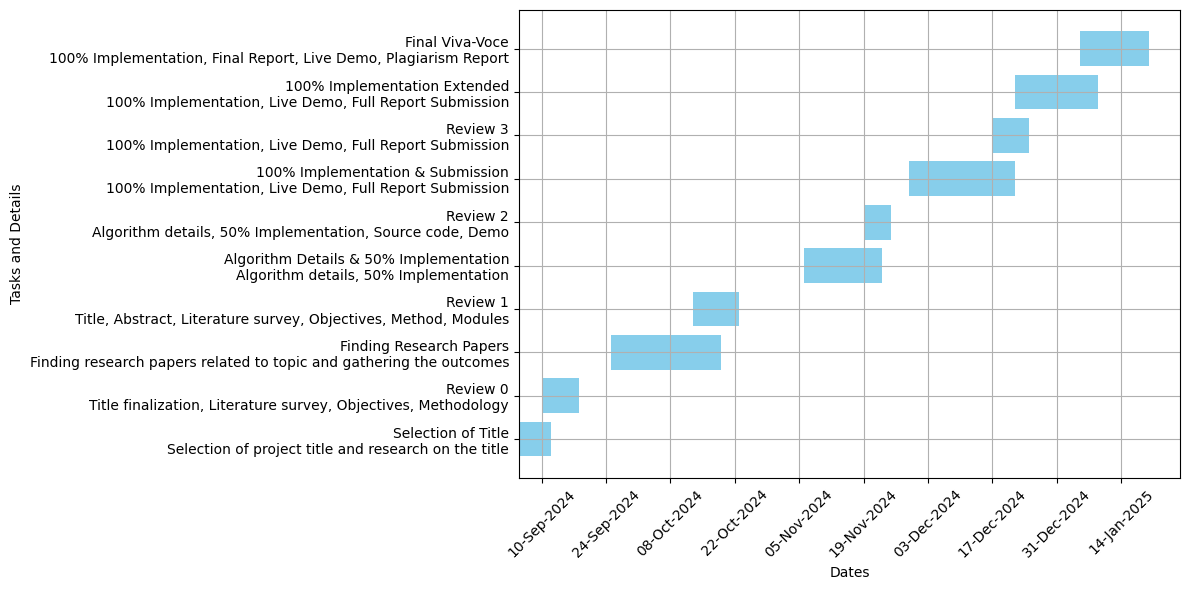 Final Viva-Voce
100% Implementation, Final Report, Live Demo, Plagiarism Report
100% Implementation Extended
100% Implementation, Live Demo, Full Report Submission
Review 3
100% Implementation, Live Demo, Full Report Submission
100% Implementation & Submission
100% Implementation, Live Demo, Full Report Submission
Review 2
Algorithm details, 50% Implementation, Source code, Demo
Algorithm Details & 50% Implementation
Algorithm details, 50% Implementation
Review 1
Title, Abstract, Literature survey, Objectives, Method, Modules
Finding Research Papers
Finding research papers related to topic and gathering the outcomes
Review 0
Title finalization, Literature survey, Objectives, Methodology
Selection of Title
Selection of project title and research on the title
Tasks and Details
10-Sep-2024
24-Sep-2024
08-Oct-2024
22-Oct-2024
05-Nov-2024
19-Nov-2024
03-Dec-2024
17-Dec-2024
31-Dec-2024
14-Jan-2025
Dates